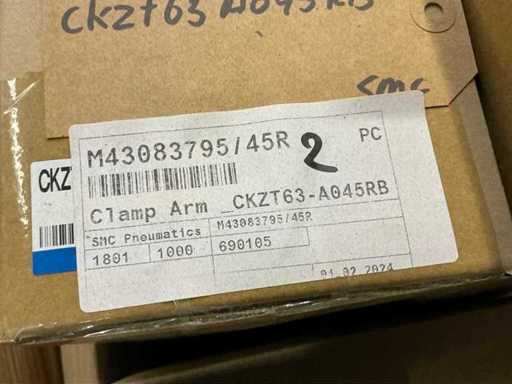 CKZT63 A045RB
SMC
M43083795/45R 2 PC
CKZ
Clamp Arm _CKZT63-A045RB
SMC Pneumatics M43083795/45R
1801 1000 690105
01.02.2024